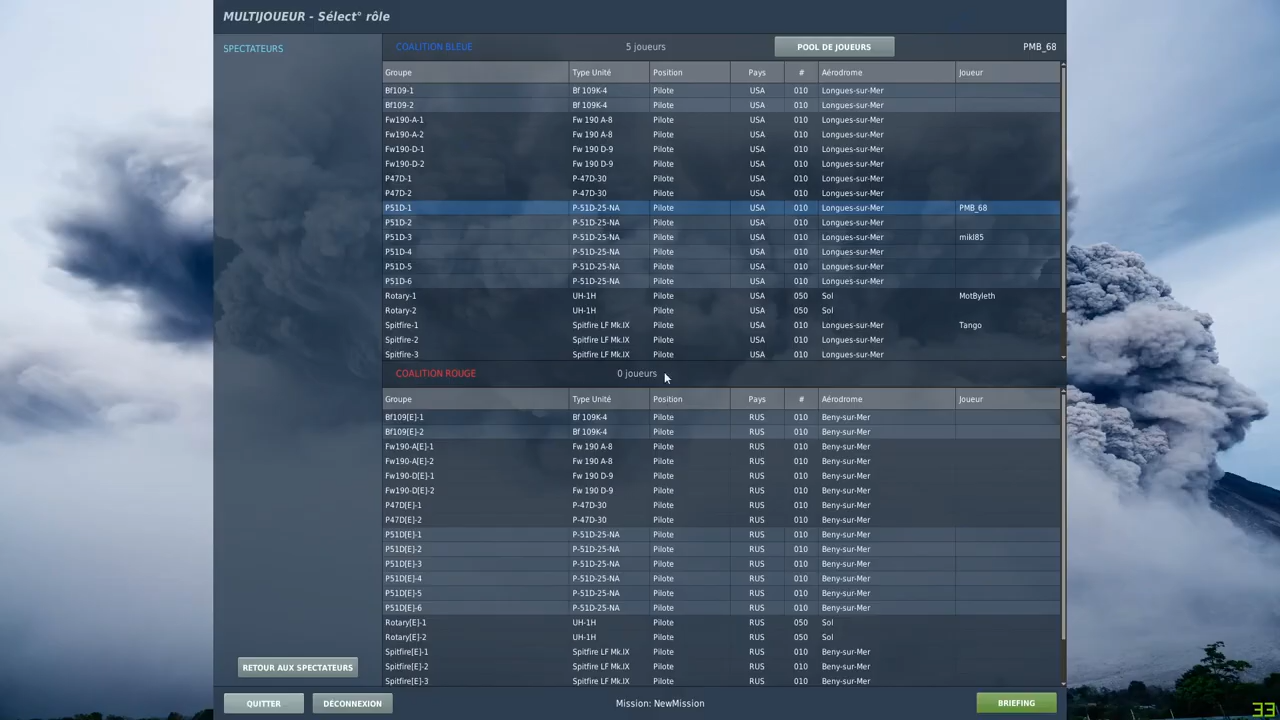 MULTIJOUEUR - Sélect° rôle
SPECTATEURS
COALITION BLEUE 5 joueurs POOL DE JOUEURS PMB_68
Groupe Type Unité Position Pays # Aérodrome Joueur
Bf109-1 Bf 109K-4 Pilote USA 010 Longues-sur-Mer
Bf109-2 Bf 109K-4 Pilote USA 010 Longues-sur-Mer
Fw190-A-1 Fw 190 A-8 Pilote USA 010 Longues-sur-Mer
Fw190-A-2 Fw 190 A-8 Pilote USA 010 Longues-sur-Mer
Fw190-D-1 Fw 190 D-9 Pilote USA 010 Longues-sur-Mer
Fw190-D-2 Fw 190 D-9 Pilote USA 010 Longues-sur-Mer
P47D-1 P-47D-30 Pilote USA 010 Longues-sur-Mer
P47D-2 P-47D-30 Pilote USA 010 Longues-sur-Mer
P51D-1 P-51D-25-NA Pilote USA 010 Longues-sur-Mer PMB_68
P51D-2 P-51D-25-NA Pilote USA 010 Longues-sur-Mer
P51D-3 P-51D-25-NA Pilote USA 010 Longues-sur-Mer mikl85
P51D-4 P-51D-25-NA Pilote USA 010 Longues-sur-Mer
P51D-5 P-51D-25-NA Pilote USA 010 Longues-sur-Mer
P51D-6 P-51D-25-NA Pilote USA 010 Longues-sur-Mer
Rotary-1 UH-1H Pilote USA 050 Sol MotByleth
Rotary-2 UH-1H Pilote USA 050 Sol
Spitfire-1 Spitfire LF Mk.IX Pilote USA 010 Longues-sur-Mer Tango
Spitfire-2 Spitfire LF Mk.IX Pilote USA 010 Longues-sur-Mer
Spitfire-3 Spitfire LF Mk.IX Pilote USA 010 Longues-sur-Mer
COALITION ROUGE 0 joueurs
Groupe Type Unité Position Pays # Aérodrome Joueur
Bf109[E]-1 Bf 109K-4 Pilote RUS 010 Beny-sur-Mer
Bf109[E]-2 Bf 109K-4 Pilote RUS 010 Beny-sur-Mer
Fw190-A[E]-1 Fw 190 A-8 Pilote RUS 010 Beny-sur-Mer
Fw190-A[E]-2 Fw 190 A-8 Pilote RUS 010 Beny-sur-Mer
Fw190-D[E]-1 Fw 190 D-9 Pilote RUS 010 Beny-sur-Mer
Fw190-D[E]-2 Fw 190 D-9 Pilote RUS 010 Beny-sur-Mer
P47D[E]-1 P-47D-30 Pilote RUS 010 Beny-sur-Mer
P47D[E]-2 P-47D-30 Pilote RUS 010 Beny-sur-Mer
P51D[E]-1 P-51D-25-NA Pilote RUS 010 Beny-sur-Mer
P51D[E]-2 P-51D-25-NA Pilote RUS 010 Beny-sur-Mer
P51D[E]-3 P-51D-25-NA Pilote RUS 010 Beny-sur-Mer
P51D[E]-4 P-51D-25-NA Pilote RUS 010 Beny-sur-Mer
P51D[E]-5 P-51D-25-NA Pilote RUS 010 Beny-sur-Mer
P51D[E]-6 P-51D-25-NA Pilote RUS 010 Beny-sur-Mer
Rotary[E]-1 UH-1H Pilote RUS 050 Sol
Rotary[E]-2 UH-1H Pilote RUS 050 Sol
Spitfire[E]-1 Spitfire LF Mk.IX Pilote RUS 010 Beny-sur-Mer
Spitfire[E]-2 Spitfire LF Mk.IX Pilote RUS 010 Beny-sur-Mer
Spitfire[E]-3 Spitfire LF Mk.IX Pilote RUS 010 Beny-sur-Mer
RETOUR AUX SPECTATEURS
QUITTER DÉCONNEXION Mission: NewMission BRIEFING
33